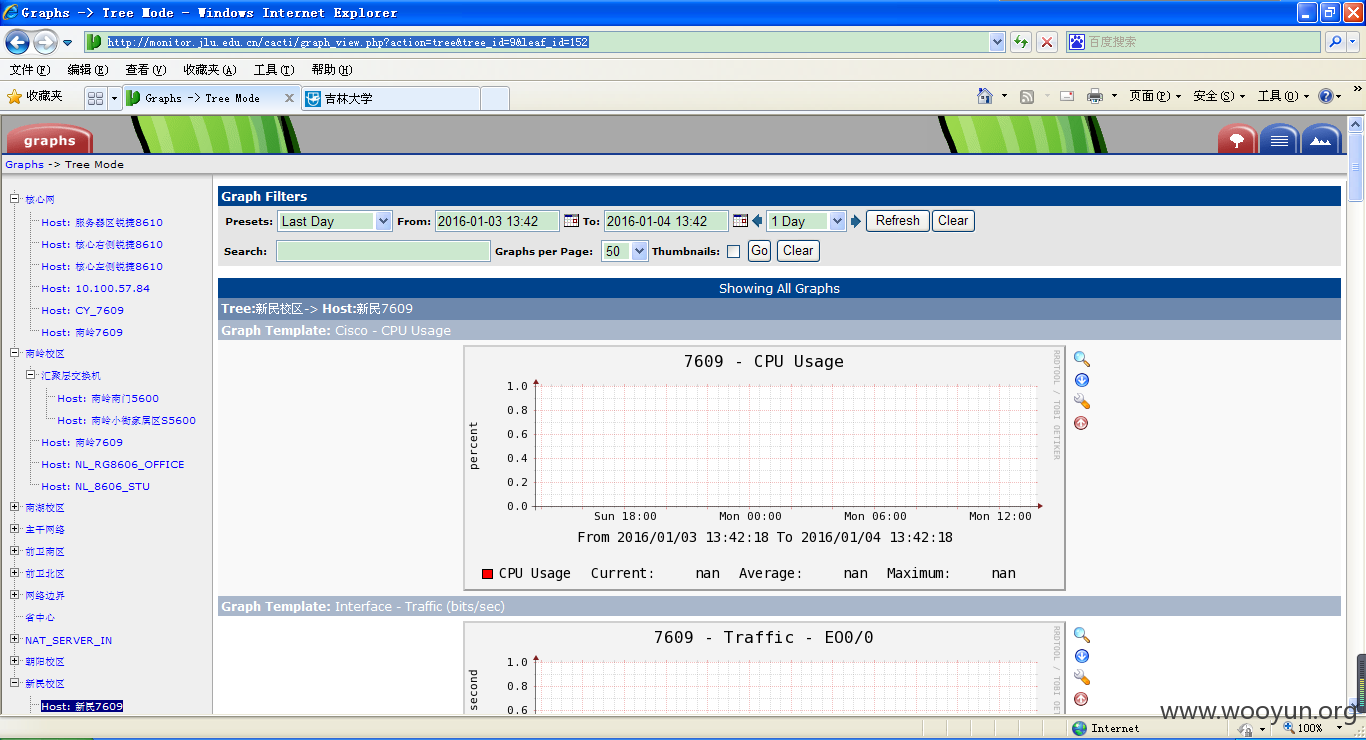 Graphs -> Tree Mode - Windows Internet Explorer
http://monitor.jlu.edu.cn/cacti/graph_view.php?action=tree&tree_id=9&leaf_id=152
百度搜索
文件(F) 编辑(E) 查看(V) 收藏夹(A) 工具(T) 帮助(H)
收藏夹 Graphs -> Tree Mode 吉林大学 页面(P) 安全(S) 工具(O)
graphs
Graphs -> Tree Mode
核心网
Host: 服务器区锐捷8610
Host: 核心右侧锐捷8610
Host: 核心左侧锐捷8610
Host: 10.100.57.84
Host: CY_7609
Host: 南岭7609
南岭校区
汇聚层交换机
Host: 南岭南门5600
Host: 南岭小街家属区S5600
Host: 南岭7609
Host: NL_RG8606_OFFICE
Host: NL_8606_STU
南湖校区
主干网络
前卫南区
前卫北区
网络边界
省中心
NAT_SERVER_IN
朝阳校区
新民校区
Host: 新民7609
Graph Filters
Presets: Last Day From: 2016-01-03 13:42 To: 2016-01-04 13:42 1 Day Refresh Clear
Search: Graphs per Page: 50 Thumbnails: Go Clear
Showing All Graphs
Tree:新民校区-> Host:新民7609
Graph Template: Cisco - CPU Usage
7609 - CPU Usage
RRDTOOL / TOBI OETIKER
percent
1.0
0.8
0.6
0.4
0.2
0.0
Sun 18:00 Mon 00:00 Mon 06:00 Mon 12:00
From 2016/01/03 13:42:18 To 2016/01/04 13:42:18
CPU Usage Current: nan Average: nan Maximum: nan
Graph Template: Interface - Traffic (bits/sec)
7609 - Traffic - EO0/0
RRDTOOL / TOBI OET
second
1.0
0.8
0.6
www.wooyun.org
Internet 100%